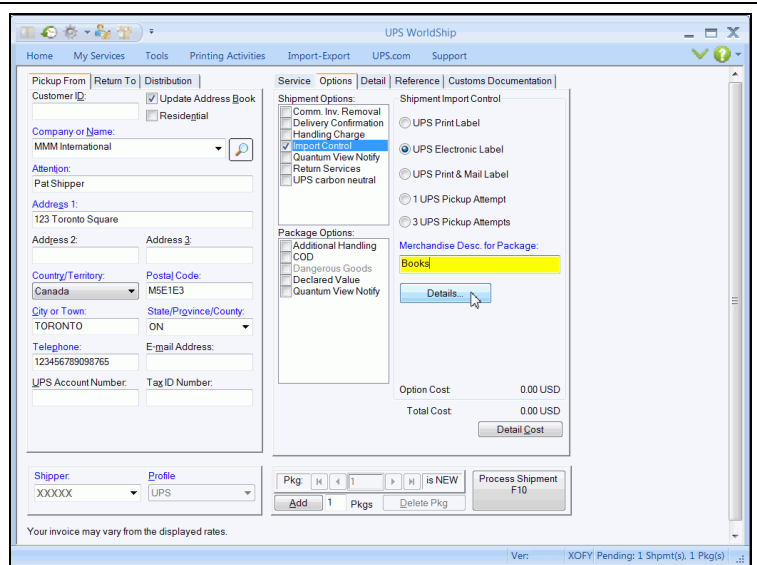 UPS WorldShip
Home My Services Tools Printing Activities Import-Export UPS.com Support
Pickup From Return To Distribution
Customer ID:
Update Address Book
Residential
Company or Name:
MMM International
Attention:
Pat Shipper
Address 1:
123 Toronto Square
Address 2: Address 3:
Country/Territory: Postal Code:
Canada M5E1E3
City or Town: State/Province/County:
TORONTO ON
Telephone: E-mail Address:
123456789098765
UPS Account Number: Tax ID Number:
Service Options Detail Reference Customs Documentation
Shipment Options:
Comm. Inv. Removal
Delivery Confirmation
Handling Charge
Import Control
Quantum View Notify
Return Services
UPS carbon neutral
Package Options:
Additional Handling
COD
Dangerous Goods
Declared Value
Quantum View Notify
Shipment Import Control
UPS Print Label
UPS Electronic Label
UPS Print & Mail Label
1 UPS Pickup Attempt
3 UPS Pickup Attempts
Merchandise Desc. for Package:
Books
Details...
Option Cost: 0.00 USD
Total Cost: 0.00 USD
Detail Cost
Shipper: Profile
XXXXX UPS
Pkg: 1 is NEW
Add 1 Pkgs Delete Pkg
Process Shipment
F10
Your invoice may vary from the displayed rates.
Ver: XOFY Pending: 1 Shpmt(s), 1 Pkg(s)